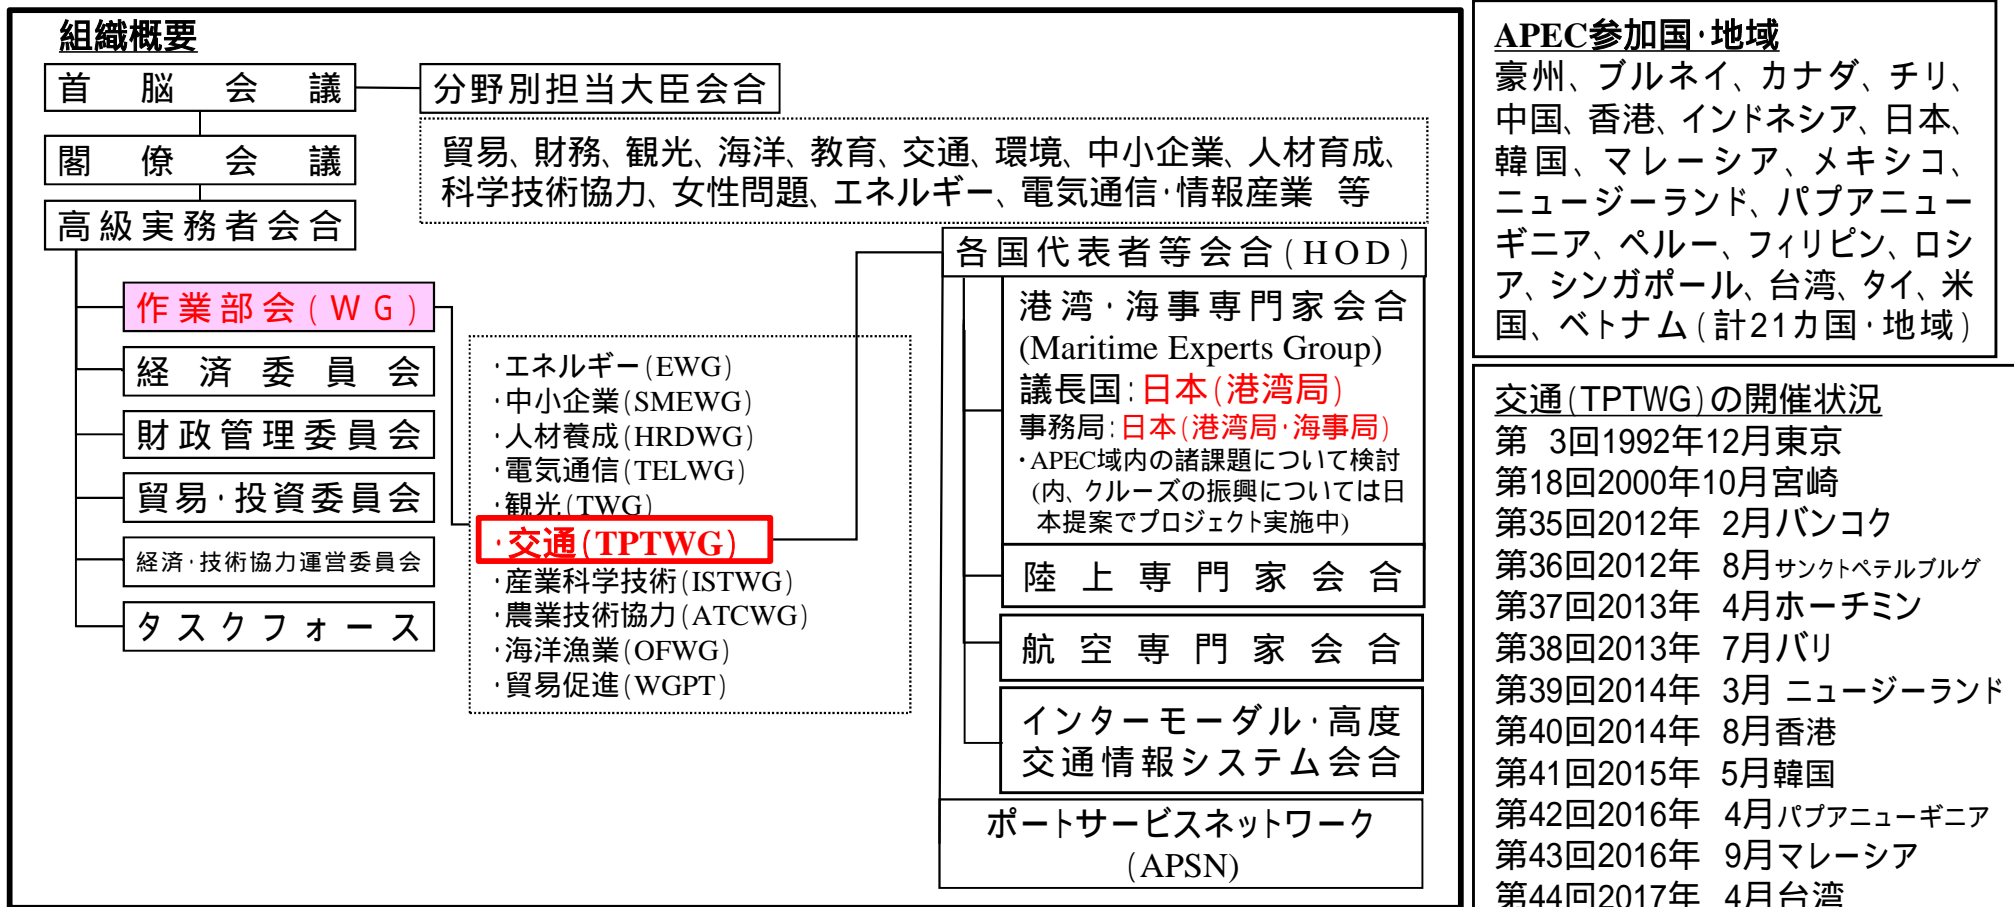 組織概要
首脳会議
分野別担当大臣会合
貿易、財務、観光、海洋、教育、交通、環境、中小企業、人材育成、
科学技術協力、女性問題、エネルギー、電気通信・情報産業 等
閣僚会議
高級実務者会合
作業部会(WG)
経済委員会
財政管理委員会
貿易・投資委員会
経済・技術協力運営委員会
タスクフォース
・エネルギー(EWG)
・中小企業(SMEWG)
・人材養成(HRDWG)
・電気通信(TELWG)
・観光(TWG)
・交通(TPTWG)
・産業科学技術(ISTWG)
・農業技術協力(ATCWG)
・海洋漁業(OFWG)
・貿易促進(WGPT)
各国代表者等会合(HOD)
港湾・海事専門家会合
(Maritime Experts Group)
議長国:日本(港湾局)
事務局:日本(港湾局・海事局)
・APEC域内の諸課題について検討
(内、クルーズの振興については日
本提案でプロジェクト実施中)
陸上専門家会合
航空専門家会合
インターモーダル・高度
交通情報システム会合
ポートサービスネットワーク
(APSN)
APEC参加国・地域
豪州、ブルネイ、カナダ、チリ、
中国、香港、インドネシア、日本、
韓国、マレーシア、メキシコ、
ニュージーランド、パプアニュー
ギニア、ペルー、フィリピン、ロシ
ア、シンガポール、台湾、タイ、米
国、ベトナム(計21カ国・地域)
交通(TPTWG)の開催状況
第 3回1992年12月東京
第18回2000年10月宮崎
第35回2012年 2月バンコク
第36回2012年 8月サンクトペテルブルグ
第37回2013年 4月ホーチミン
第38回2013年 7月バリ
第39回2014年 3月 ニュージーランド
第40回2014年 8月香港
第41回2015年 5月韓国
第42回2016年 4月パプアニューギニア
第43回2016年 9月マレーシア
第44回2017年 4月台湾